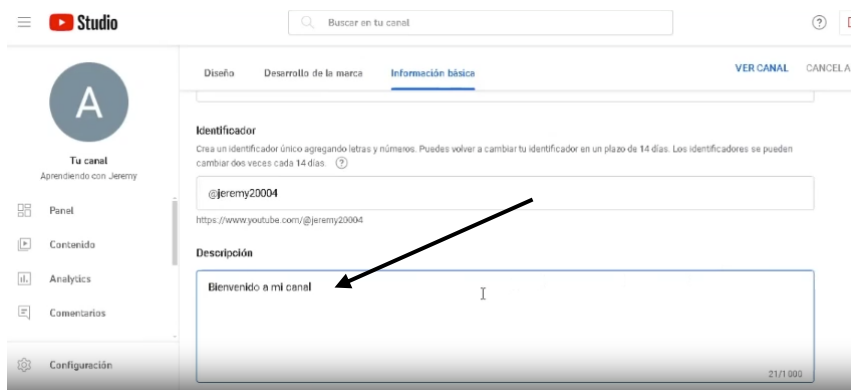 Studio
Buscar en tu canal
Diseño
Desarrollo de la marca
Información básica
VER CANAL
CANCELA
A
Tu canal
Aprendiendo con Jeremy
Panel
Contenido
Analytics
Comentarios
Configuración
Identificador
Crea un identificador único agregando letras y números. Puedes volver a cambiar tu identificador en un plazo de 14 días. Los identificadores se pueden
cambiar dos veces cada 14 días.
@jeremy20004
https://www.youtube.com/@jeremy20004
Descripción
Bienvenido a mi canal
21/1000